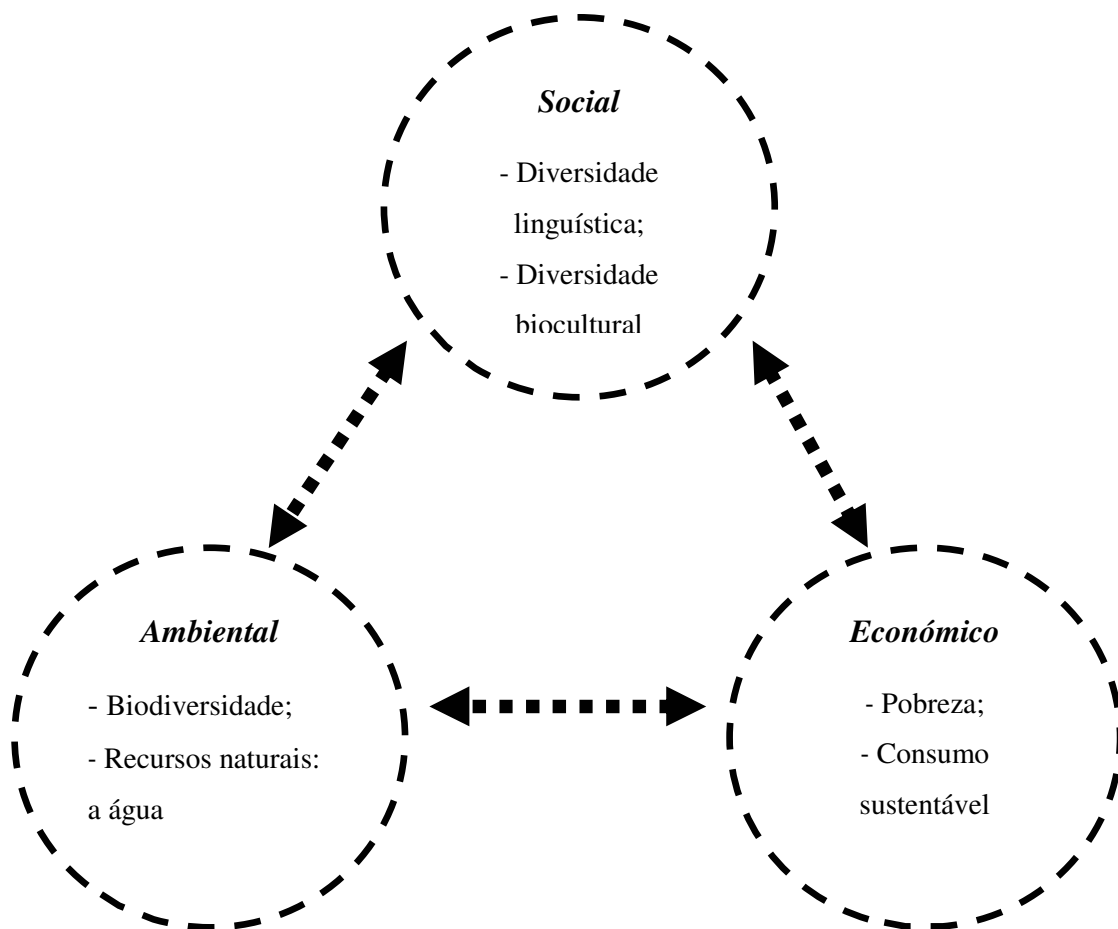 Social
- Diversidade
linguística;
- Diversidade
biocultural
Ambiental
- Biodiversidade;
- Recursos naturais:
a água
Económico
- Pobreza;
- Consumo
sustentável